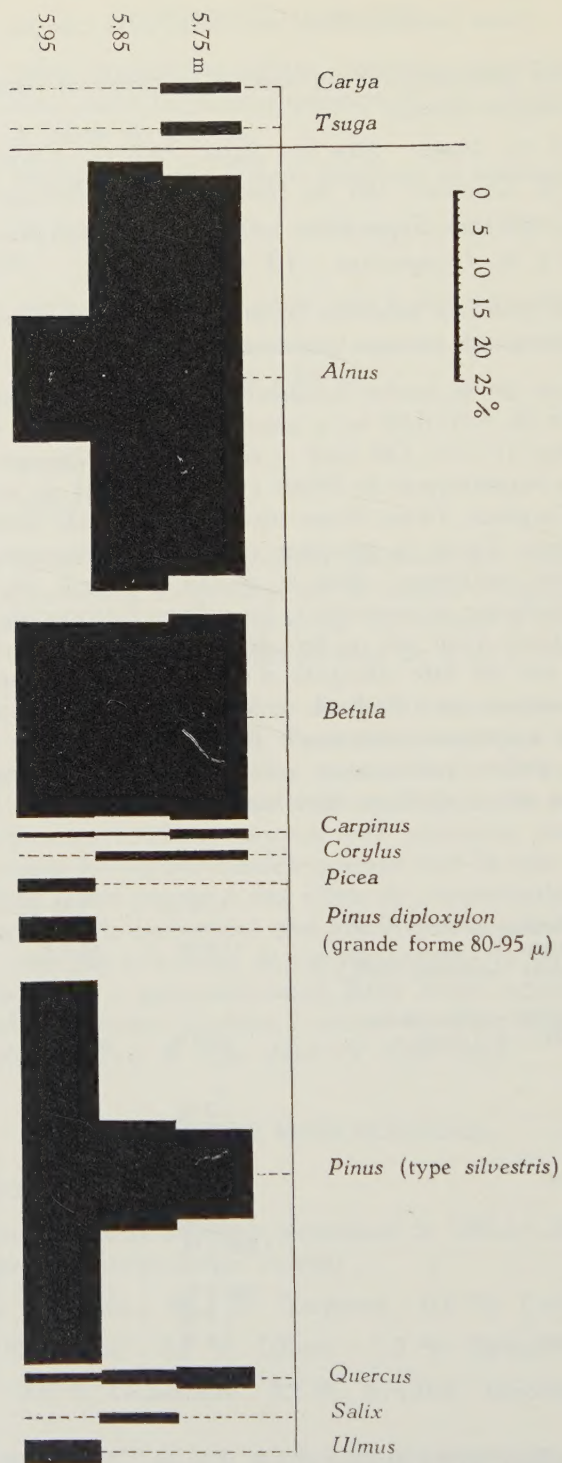 5.95
5.85
5.75 m
Carya
Tsuga
0 5 10 15 20 25 %
Alnus
Betula
Carpinus
Corylus
Picea
Pinus diploxylon
(grande forme 80-95 μ)
Pinus (type silvestris)
Quercus
Salix
Ulmus